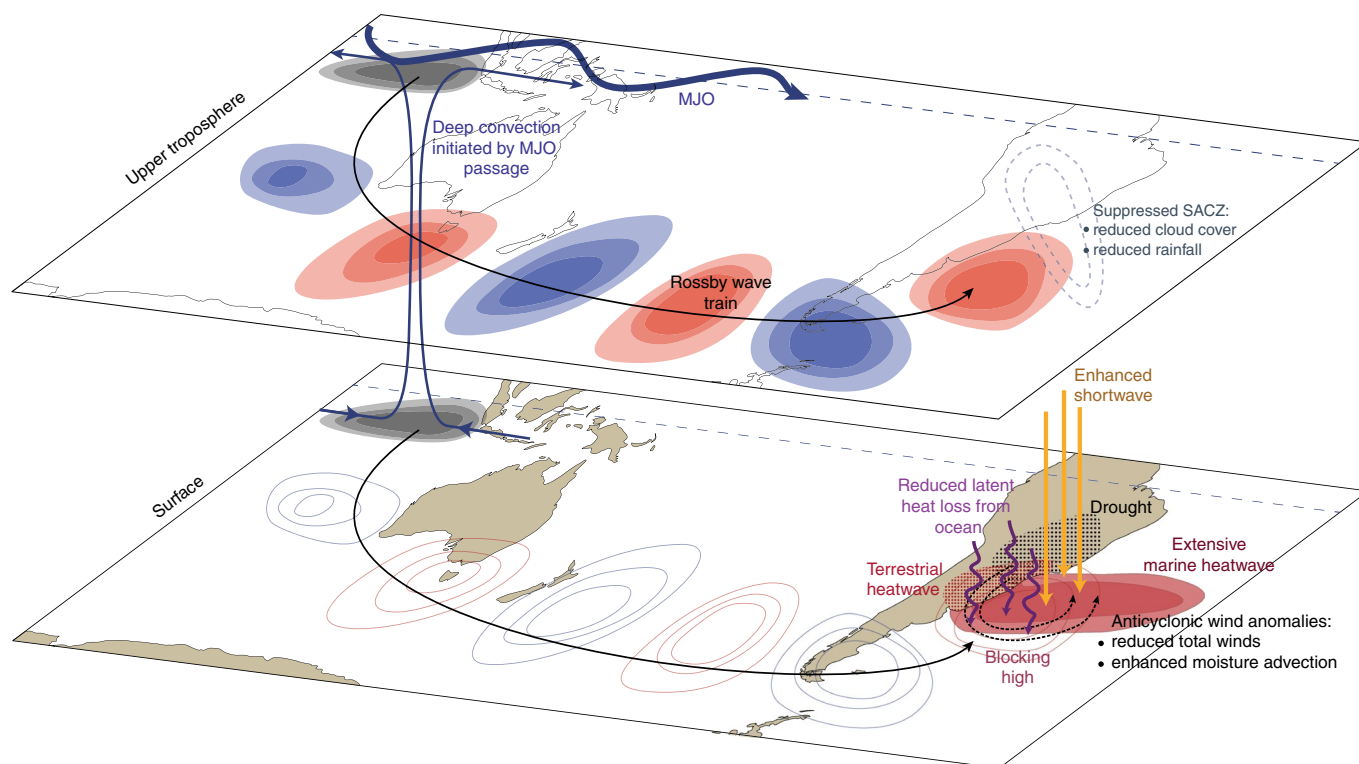 Upper troposphere
MJO
Deep convection
initiated by MJO
passage
Suppressed SACZ:
• reduced cloud cover
• reduced rainfall
Rossby wave
train
Surface
Enhanced
shortwave
Reduced latent
heat loss from
ocean
Drought
Terrestrial
heatwave
Extensive
marine heatwave
Anticyclonic wind anomalies:
• reduced total winds
• enhanced moisture advection
Blocking
high